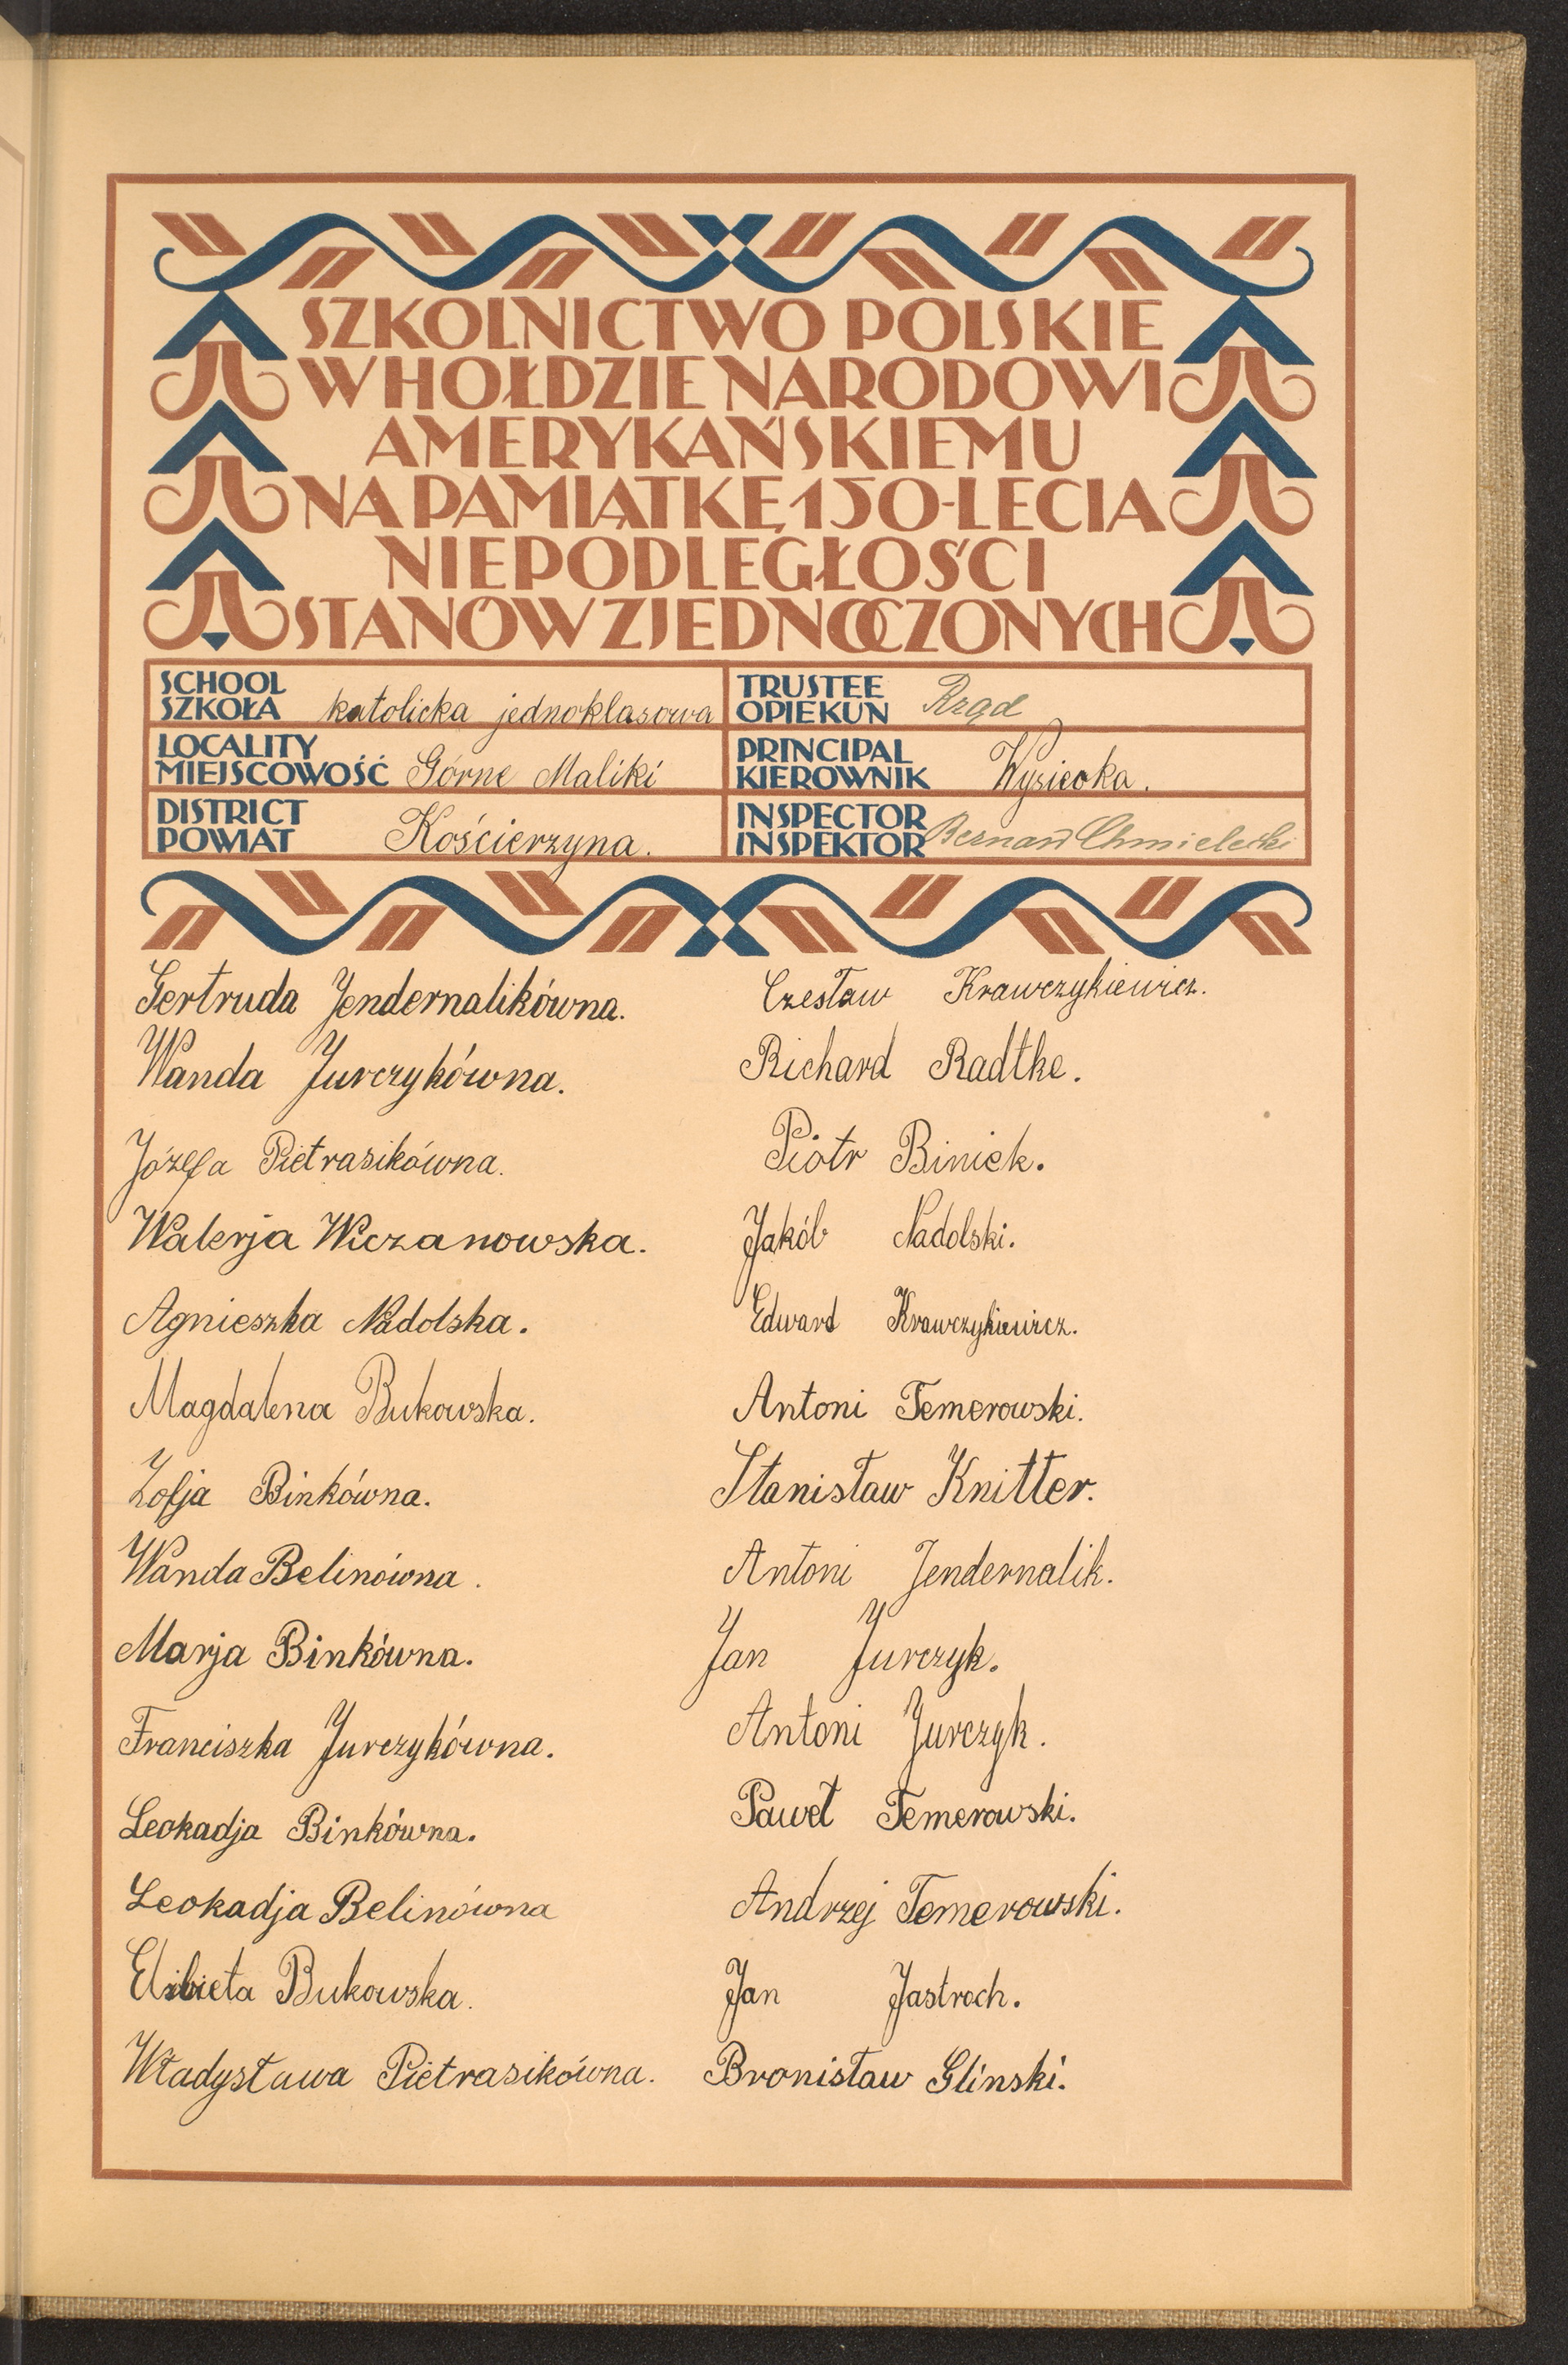 SZKOLNICTWO POLSKIE
W HOŁDZIE NARODOWI
AMERYKAŃSKIEMU
NA PAMIĄTKĘ 150-LECIA
NIEPODLEGŁOŚCI
STANÓW ZJEDNOCZONYCH
SCHOOL
SZKOŁA katolicka jednoklasowa
TRUSTEE
OPIEKUN Rząd
LOCALITY
MIEJSCOWOŚĆ Górne Maliki
PRINCIPAL
KIEROWNIK Wysiecka.
DISTRICT
POWIAT Kościerzyna.
INSPECTOR
INSPEKTOR Bernard Chmielecki
Gertruda Jendernalikówna.
Wanda Jurczykówna.
Józefa Pietrasikówna.
Walerja Wiczanowska.
Agnieszka Nadolska.
Magdalena Bukowska.
Zofja Binkówna.
Wanda Belinówna.
Marja Binkówna.
Franciszka Jurczykówna.
Leokadja Binkówna.
Leokadja Belinówna
Elżbieta Bukowska.
Władysława Pietrasikówna.
Czesław Krawczykiewicz.
Richard Radtke.
Piotr Biniek.
Jakób Nadolski.
Edward Krawczykiewicz.
Antoni Temerowski.
Stanisław Knitter.
Antoni Jendernalik.
Jan Jurczyk.
Antoni Jurczyk.
Paweł Temerowski.
Andrzej Temerowski.
Jan Jastroch.
Bronisław Glinski.